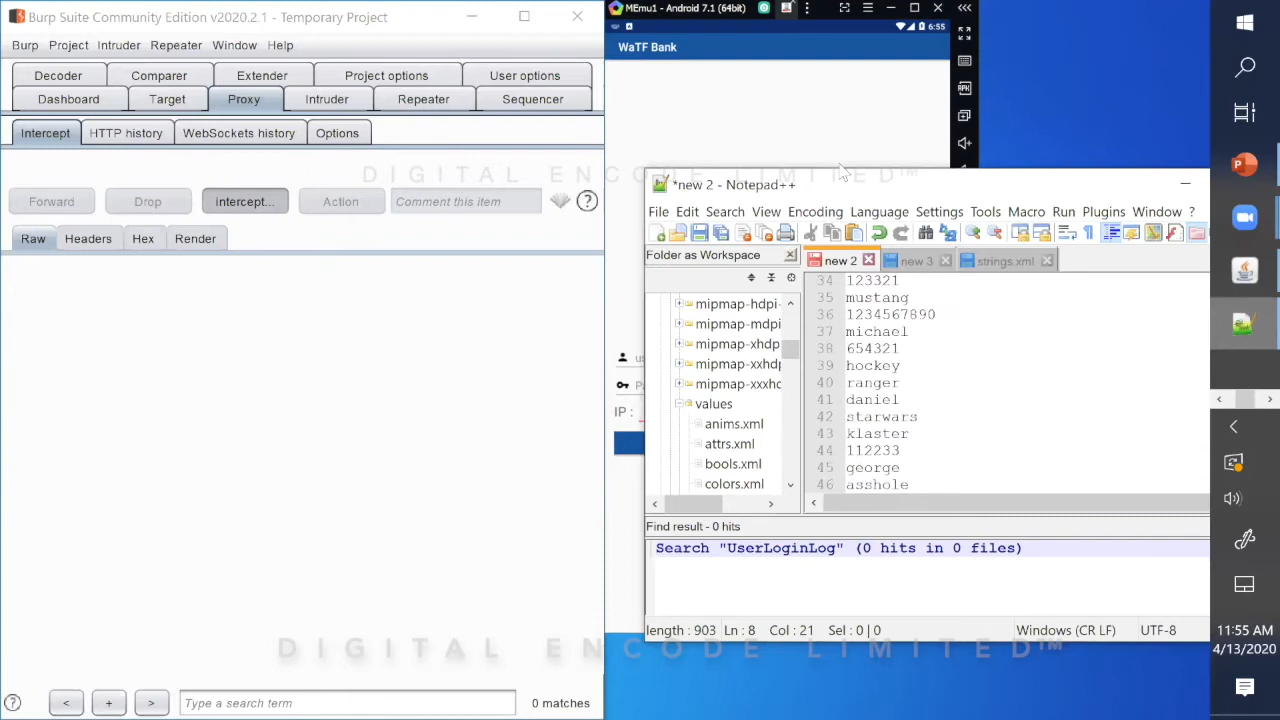 Burp Suite Community Edition v2020.2.1 - Temporary Project
Burp Project Intruder Repeater Window Help
Decoder Comparer Extender Project options User options
Dashboard Target Proxy Intruder Repeater Sequencer
Intercept HTTP history WebSockets history Options
Forward Drop intercept... Action Comment this item ?
Raw Headers Hex Render
? < + > Type a search term 0 matches
MEmu1 - Android 7.1 (64bit)
6:55
WaTF Bank
IP :
DIGITAL ENCODE LIMITED™
*new 2 - Notepad++
File Edit Search View Encoding Language Settings Tools Macro Run Plugins Window ?
Folder as Workspace
new 2 new 3 strings.xml
mipmap-hdpi-
mipmap-mdpi
mipmap-xhdp
mipmap-xxhdp
mipmap-xxxhd
values
anims.xml
attrs.xml
bools.xml
colors.xml
34 123321
35 mustang
36 1234567890
37 michael
38 654321
39 hockey
40 ranger
41 daniel
42 starwars
43 klaster
44 112233
45 george
46 asshole
Find result - 0 hits
Search "UserLoginLog" (0 hits in 0 files)
length : 903 Ln : 8 Col : 21 Sel : 0 | 0 Windows (CR LF) UTF-8
DIGITAL ENCODE LIMITED™
11:55 AM
4/13/2020